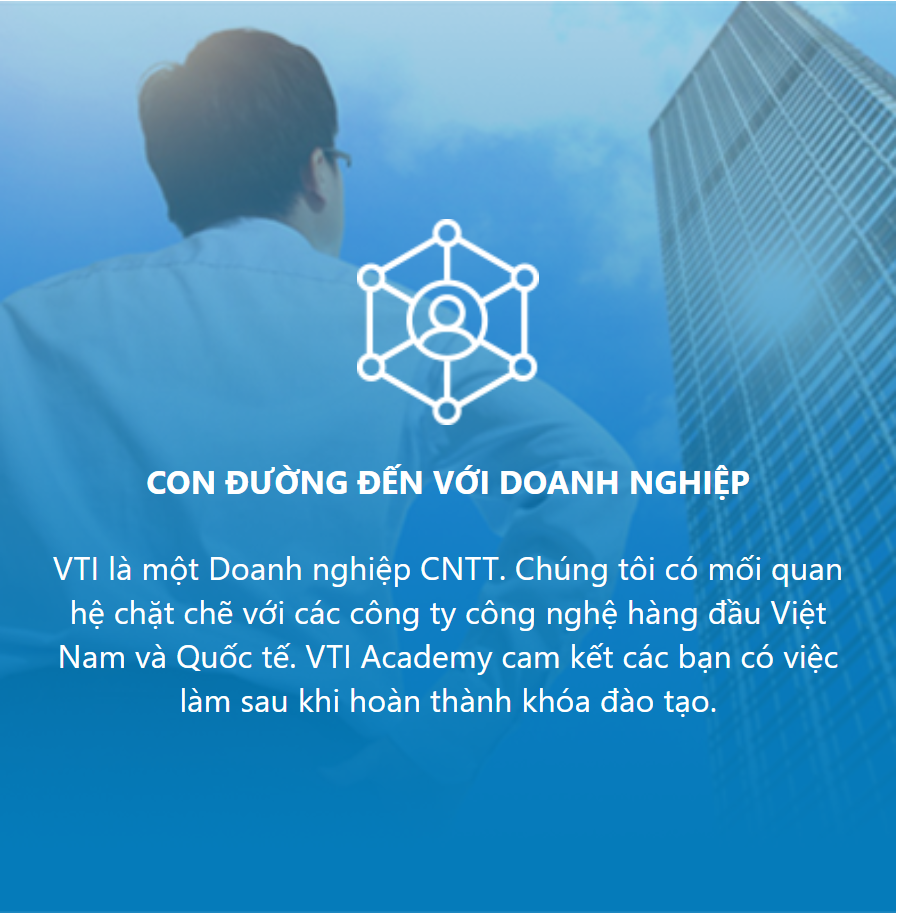 CON ĐƯỜNG ĐẾN VỚI DOANH NGHIỆP
VTI là một Doanh nghiệp CNTT. Chúng tôi có mối quan
hệ chặt chẽ với các công ty công nghệ hàng đầu Việt
Nam và Quốc tế. VTI Academy cam kết các bạn có việc
làm sau khi hoàn thành khóa đào tạo.